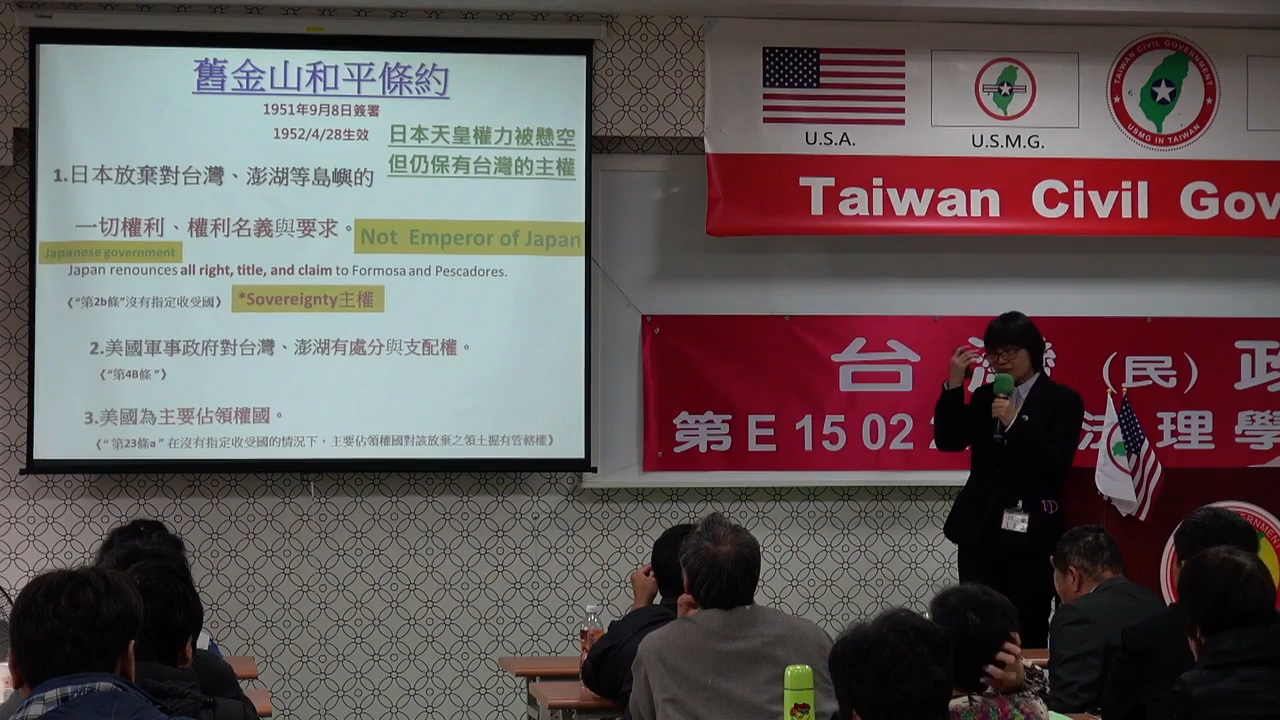 舊金山和平條約
1951年9月8日簽署
1952/4/28生效
日本天皇權力被懸空
但仍保有台灣的主權
1.日本放棄對台灣、澎湖等島嶼的
一切權利、權利名義與要求。
Not Emperor of Japan
Japanese government
Japan renounces all right, title, and claim to Formosa and Pescadores.
《“第2b條”沒有指定收受國》
*Sovereignty主權
2.美國軍事政府對台灣、澎湖有處分與支配權。
《“第4B條 ”》
3.美國為主要佔領權國。
《“ 第23條a ” 在沒有指定收受國的情況下，主要佔領權國對該放棄之領土握有管轄權》
U.S.A.
U.S.M.G.
TAIWAN CIVIL GOVERNMENT
USMG IN TAIWAN
Taiwan Civil Gov
台灣（民）政
第E 15 02 法理學